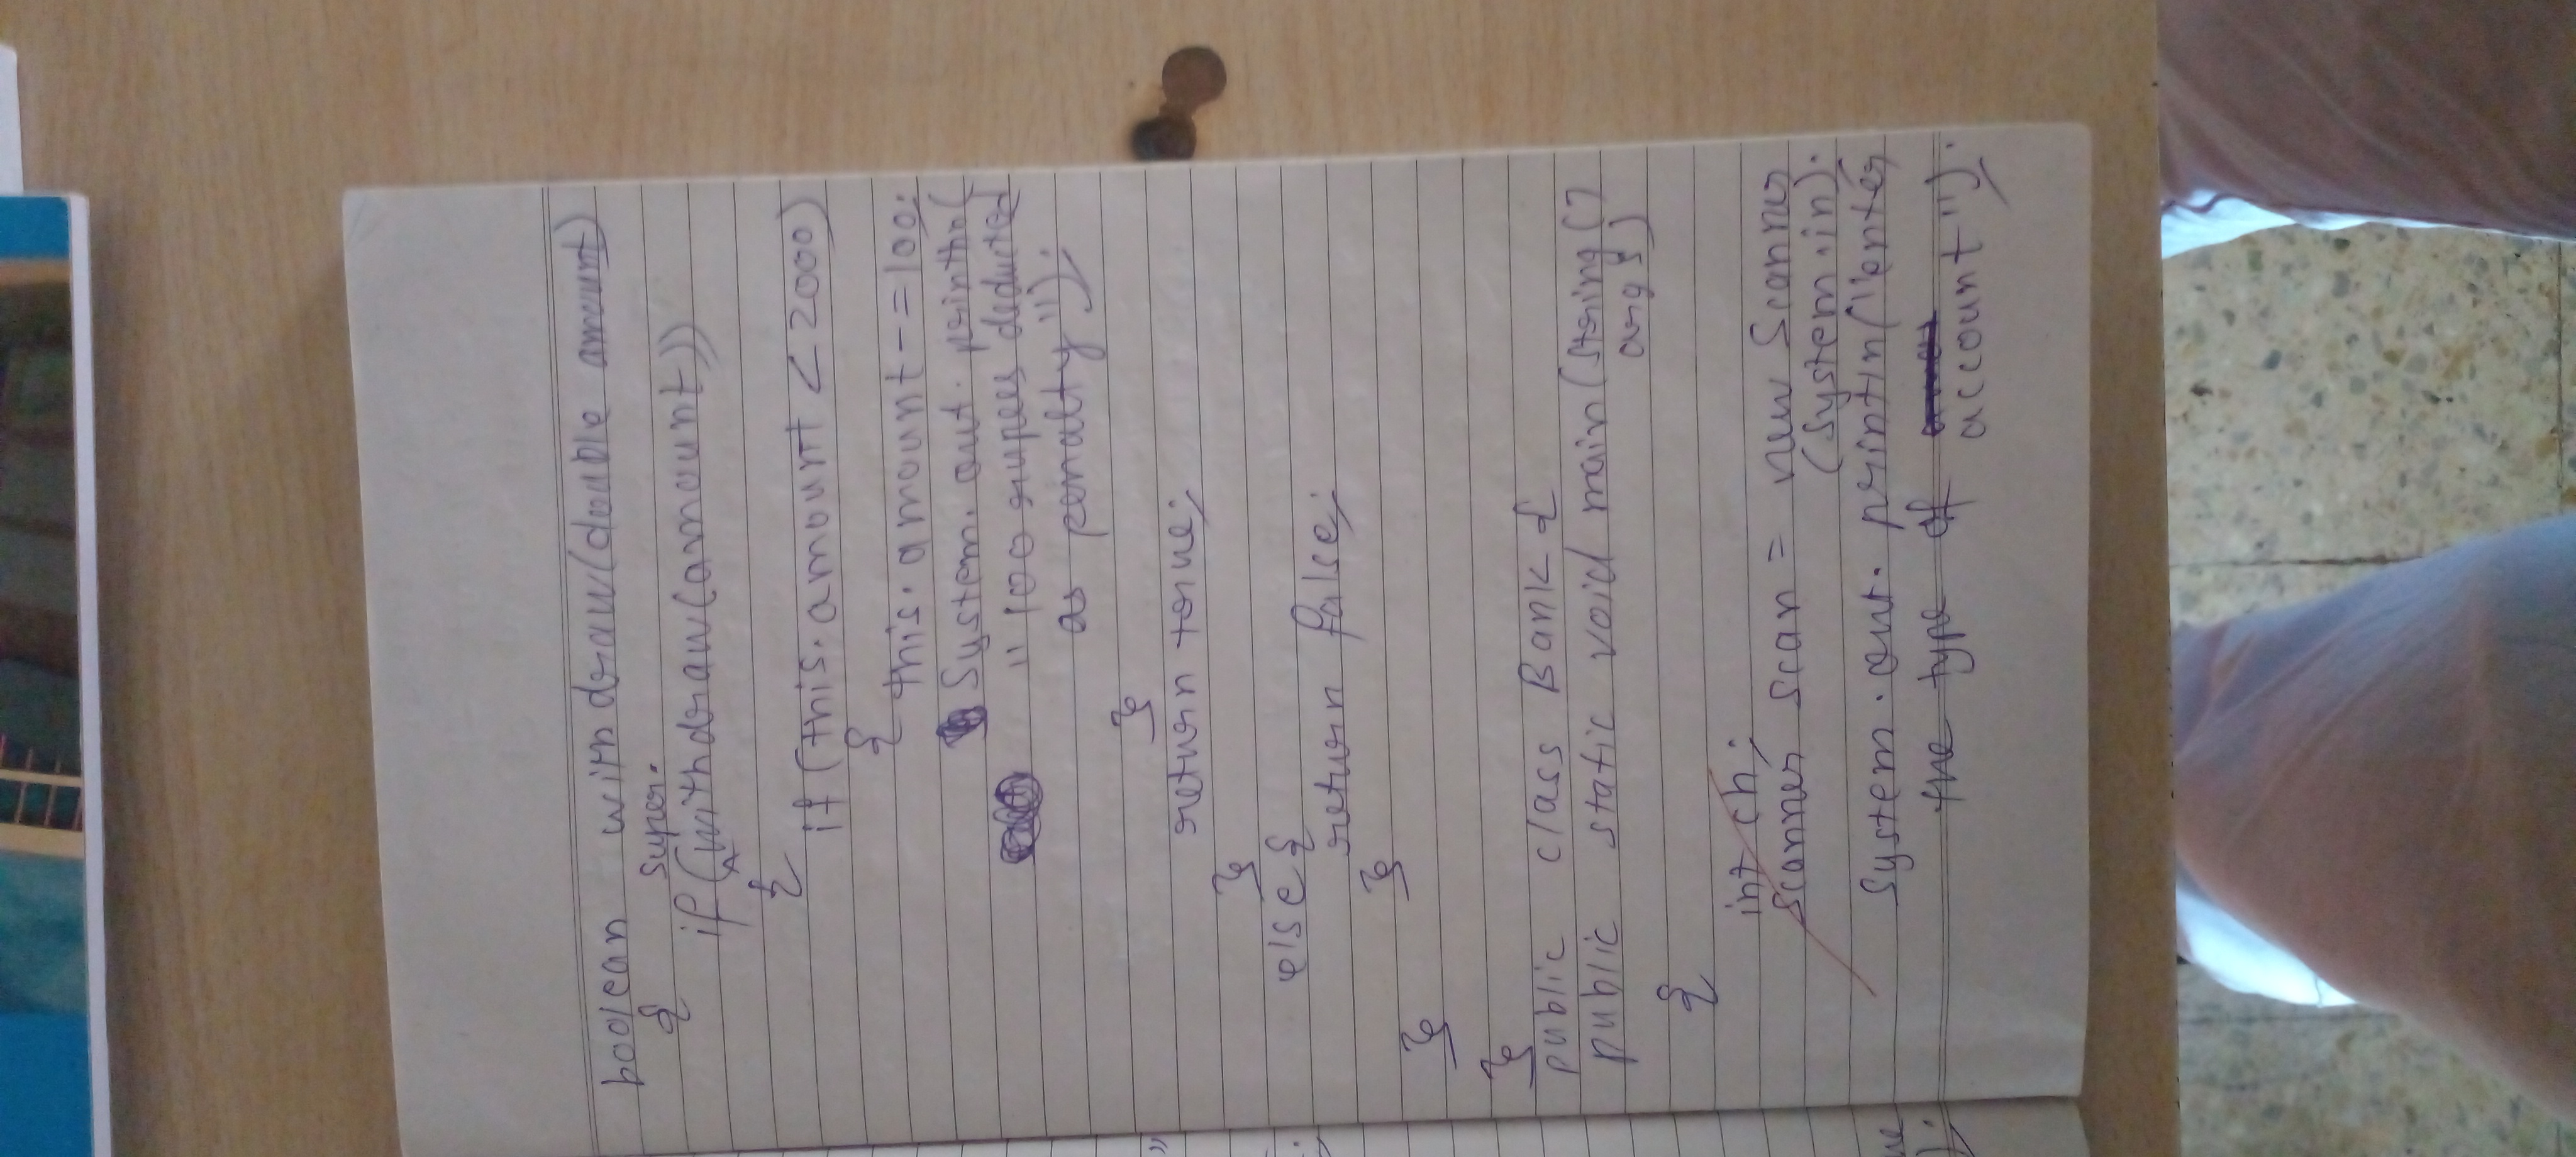 boolean withdraw(double amount)
{
super.
if(withdraw(amount))
{
if(this.amount < 2000)
{
this.amount -= 100;
System.out.println(
"100 rupees deducted
as penalty");
}
return true;
}
else{
return false;
}
}
}
public class Bank {
public static void main(String[]
args)
{
int ch;
Scanner scan = new Scanner
(System.in);
System.out.println("enter
the type of
account");